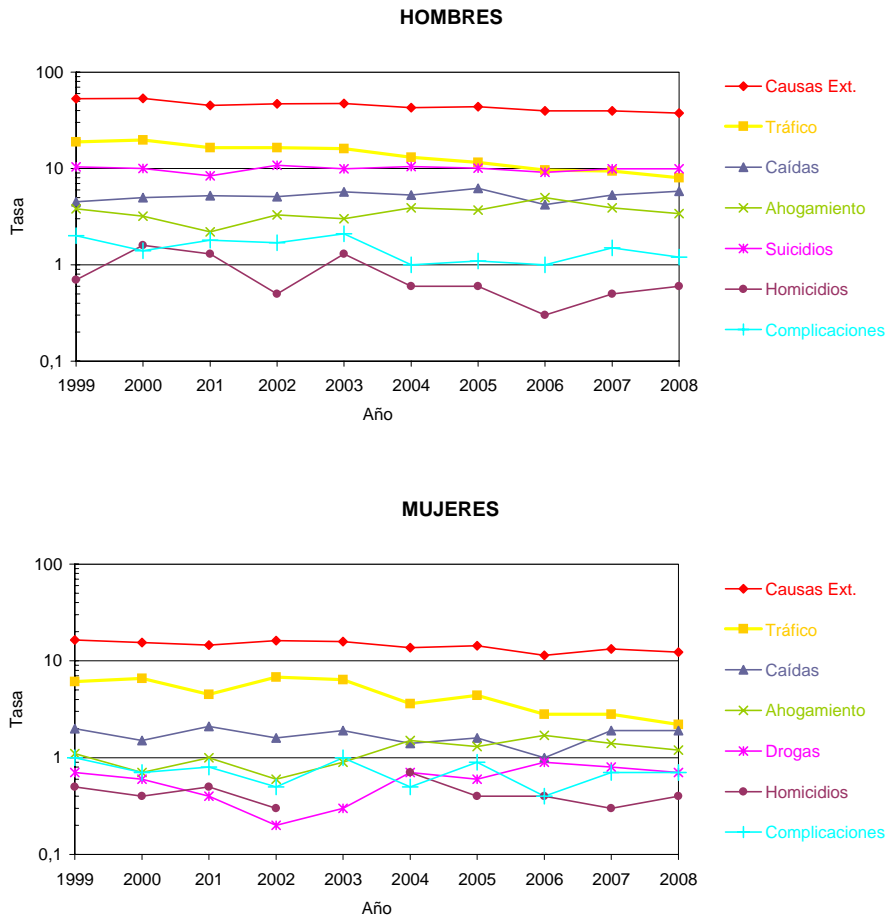 HOMBRES
100
10
1
0,1
Tasa
1999 2000 201 2002 2003 2004 2005 2006 2007 2008
Año
Causas Ext.
Tráfico
Caídas
Ahogamiento
Suicidios
Homicidios
Complicaciones
MUJERES
100
10
1
0,1
Tasa
1999 2000 201 2002 2003 2004 2005 2006 2007 2008
Año
Causas Ext.
Tráfico
Caídas
Ahogamiento
Drogas
Homicidios
Complicaciones